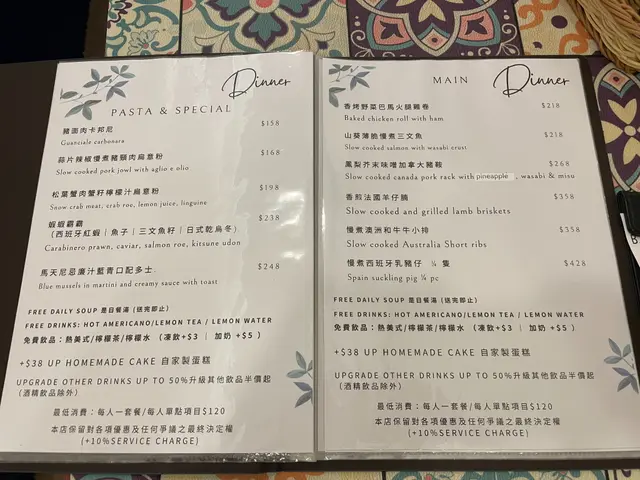 Dinner
PASTA & SPECIAL
豬面肉卡邦尼 $158
Guanciale carbonara
蒜片辣椒慢煮豬頸肉扁意粉 $168
Slow cooked pork jowl with aglio e olio
松葉蟹肉蟹籽檸檬汁扁意粉 $198
Snow crab meat, crab roe, lemon juice, linguine
蝦蝦霸霸 $238
(西班牙紅蝦｜魚子｜三文魚籽｜日式乾烏冬)
Carabinero prawn, caviar, salmon roe, kitsune udon
馬天尼忌廉汁藍青口配多士. $248
Blue mussels in martini and creamy sauce with toast
FREE DAILY SOUP 是日餐湯 (送完即止)
FREE DRINKS: HOT AMERICANO/LEMON TEA / LEMON WATER
免費飲品：熱美式/檸檬茶/檸檬水 （凍飲+$3 ｜ 加奶 +$5 ）
+$38 UP HOMEMADE CAKE 自家製蛋糕
UPGRADE OTHER DRINKS UP TO 50%升級其他飲品半價起
（酒精飲品除外）
最低消費：每人一套餐/每人單點項目$120
本店保留對各項優惠及任何爭議之最終決定權
(+10%SERVICE CHARGE)
Dinner
MAIN
香烤野菜巴馬火腿雞卷 $218
Baked chicken roll with ham
山葵薄脆慢煮三文魚 $218
Slow cooked salmon with wasabi crust
鳳梨芥末味噌加拿大豬鞍 $268
Slow cooked canada pork rack with pineapple , wasabi & misu
香煎法國羊仔腩 $358
Slow cooked and grilled lamb briskets
慢煮澳洲和牛牛小排 $358
Slow cooked Australia Short ribs
慢煮西班牙乳豬仔 ¼ 隻 $428
Spain suckling pig ¼ pc
FREE DAILY SOUP 是日餐湯 (送完即止)
FREE DRINKS: HOT AMERICANO/LEMON TEA / LEMON WATER
免費飲品：熱美式/檸檬茶/檸檬水 （凍飲+$3 ｜ 加奶 +$5 ）
+$38 UP HOMEMADE CAKE 自家製蛋糕
UPGRADE OTHER DRINKS UP TO 50%升級其他飲品半價起
（酒精飲品除外）
最低消費：每人一套餐/每人單點項目$120
本店保留對各項優惠及任何爭議之最終決定權
(+10%SERVICE CHARGE)